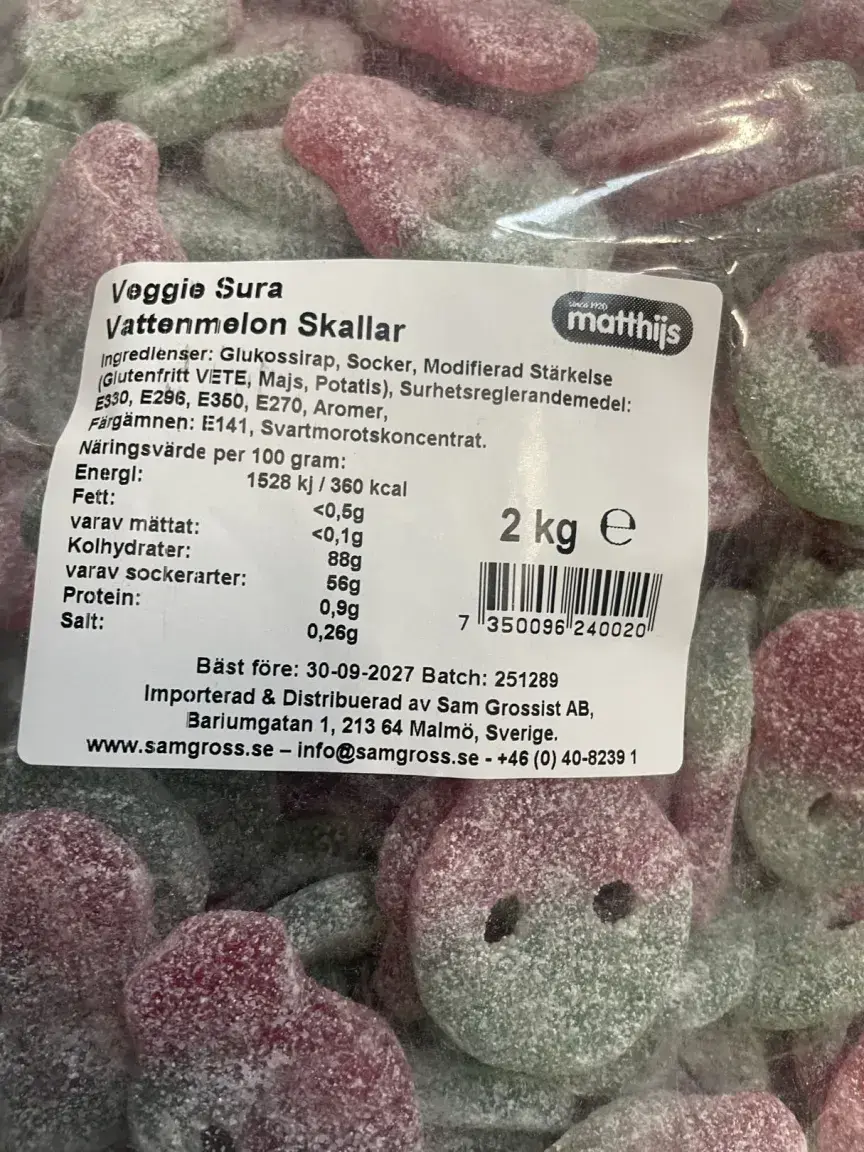 Veggie Sura
Vattenmelon Skallar
since 1920
matthijs
Ingredienser: Glukossirap, Socker, Modifierad Stärkelse
(Glutenfritt VETE, Majs, Potatis), Surhetsreglerandemedel:
E330, E296, E350, E270, Aromer,
Färgämnen: E141, Svartmorotskoncentrat.
Näringsvärde per 100 gram:
Energi: 1528 kj / 360 kcal
Fett: <0,5g
varav mättat: <0,1g
Kolhydrater: 88g
varav sockerarter: 56g
Protein: 0,9g
Salt: 0,26g
2 kg ℮
7 350096 240020
Bäst före: 30-09-2027 Batch: 251289
Importerad & Distribuerad av Sam Grossist AB,
Bariumgatan 1, 213 64 Malmö, Sverige.
www.samgross.se – info@samgross.se - +46 (0) 40-8239 1